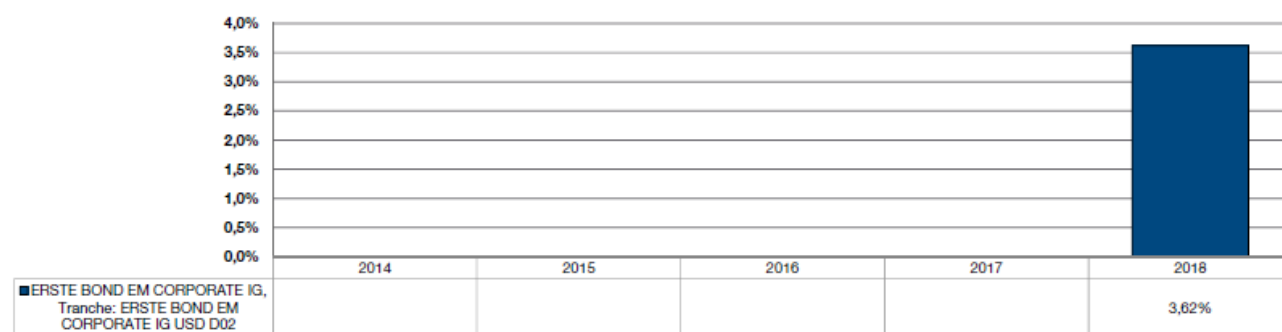 4,0%
3,5%
3,0%
2,5%
2,0%
1,5%
1,0%
0,5%
0,0%
2014 2015 2016 2017 2018
ERSTE BOND EM CORPORATE IG,
Tranche: ERSTE BOND EM
CORPORATE IG USD D02
3,62%